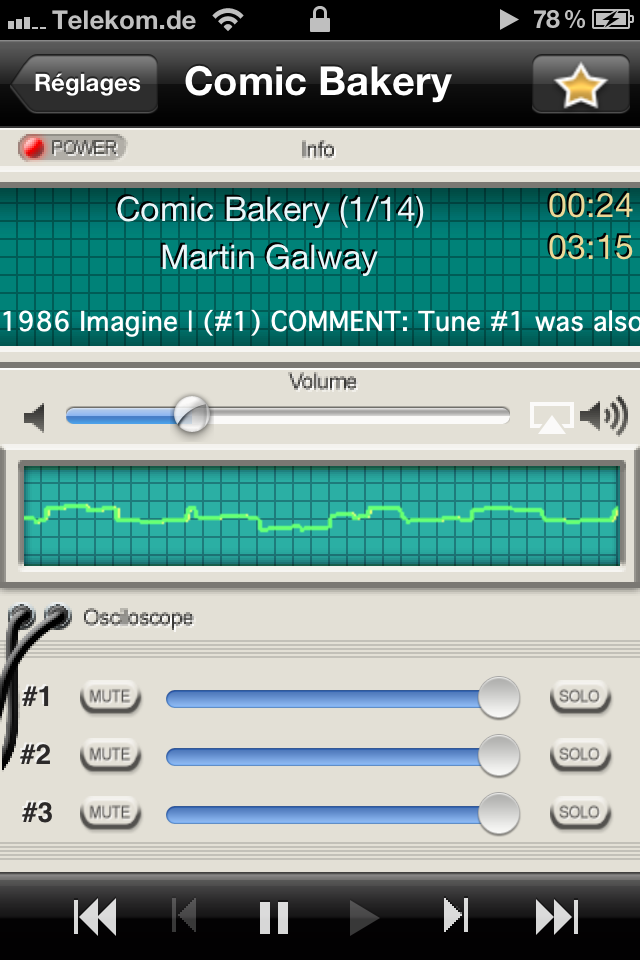 Telekom.de 78 %
Réglages Comic Bakery
POWER Info
Comic Bakery (1/14) 00:24
Martin Galway 03:15
1986 Imagine | (#1) COMMENT: Tune #1 was also
Volume
Osciloscope
#1 MUTE SOLO
#2 MUTE SOLO
#3 MUTE SOLO